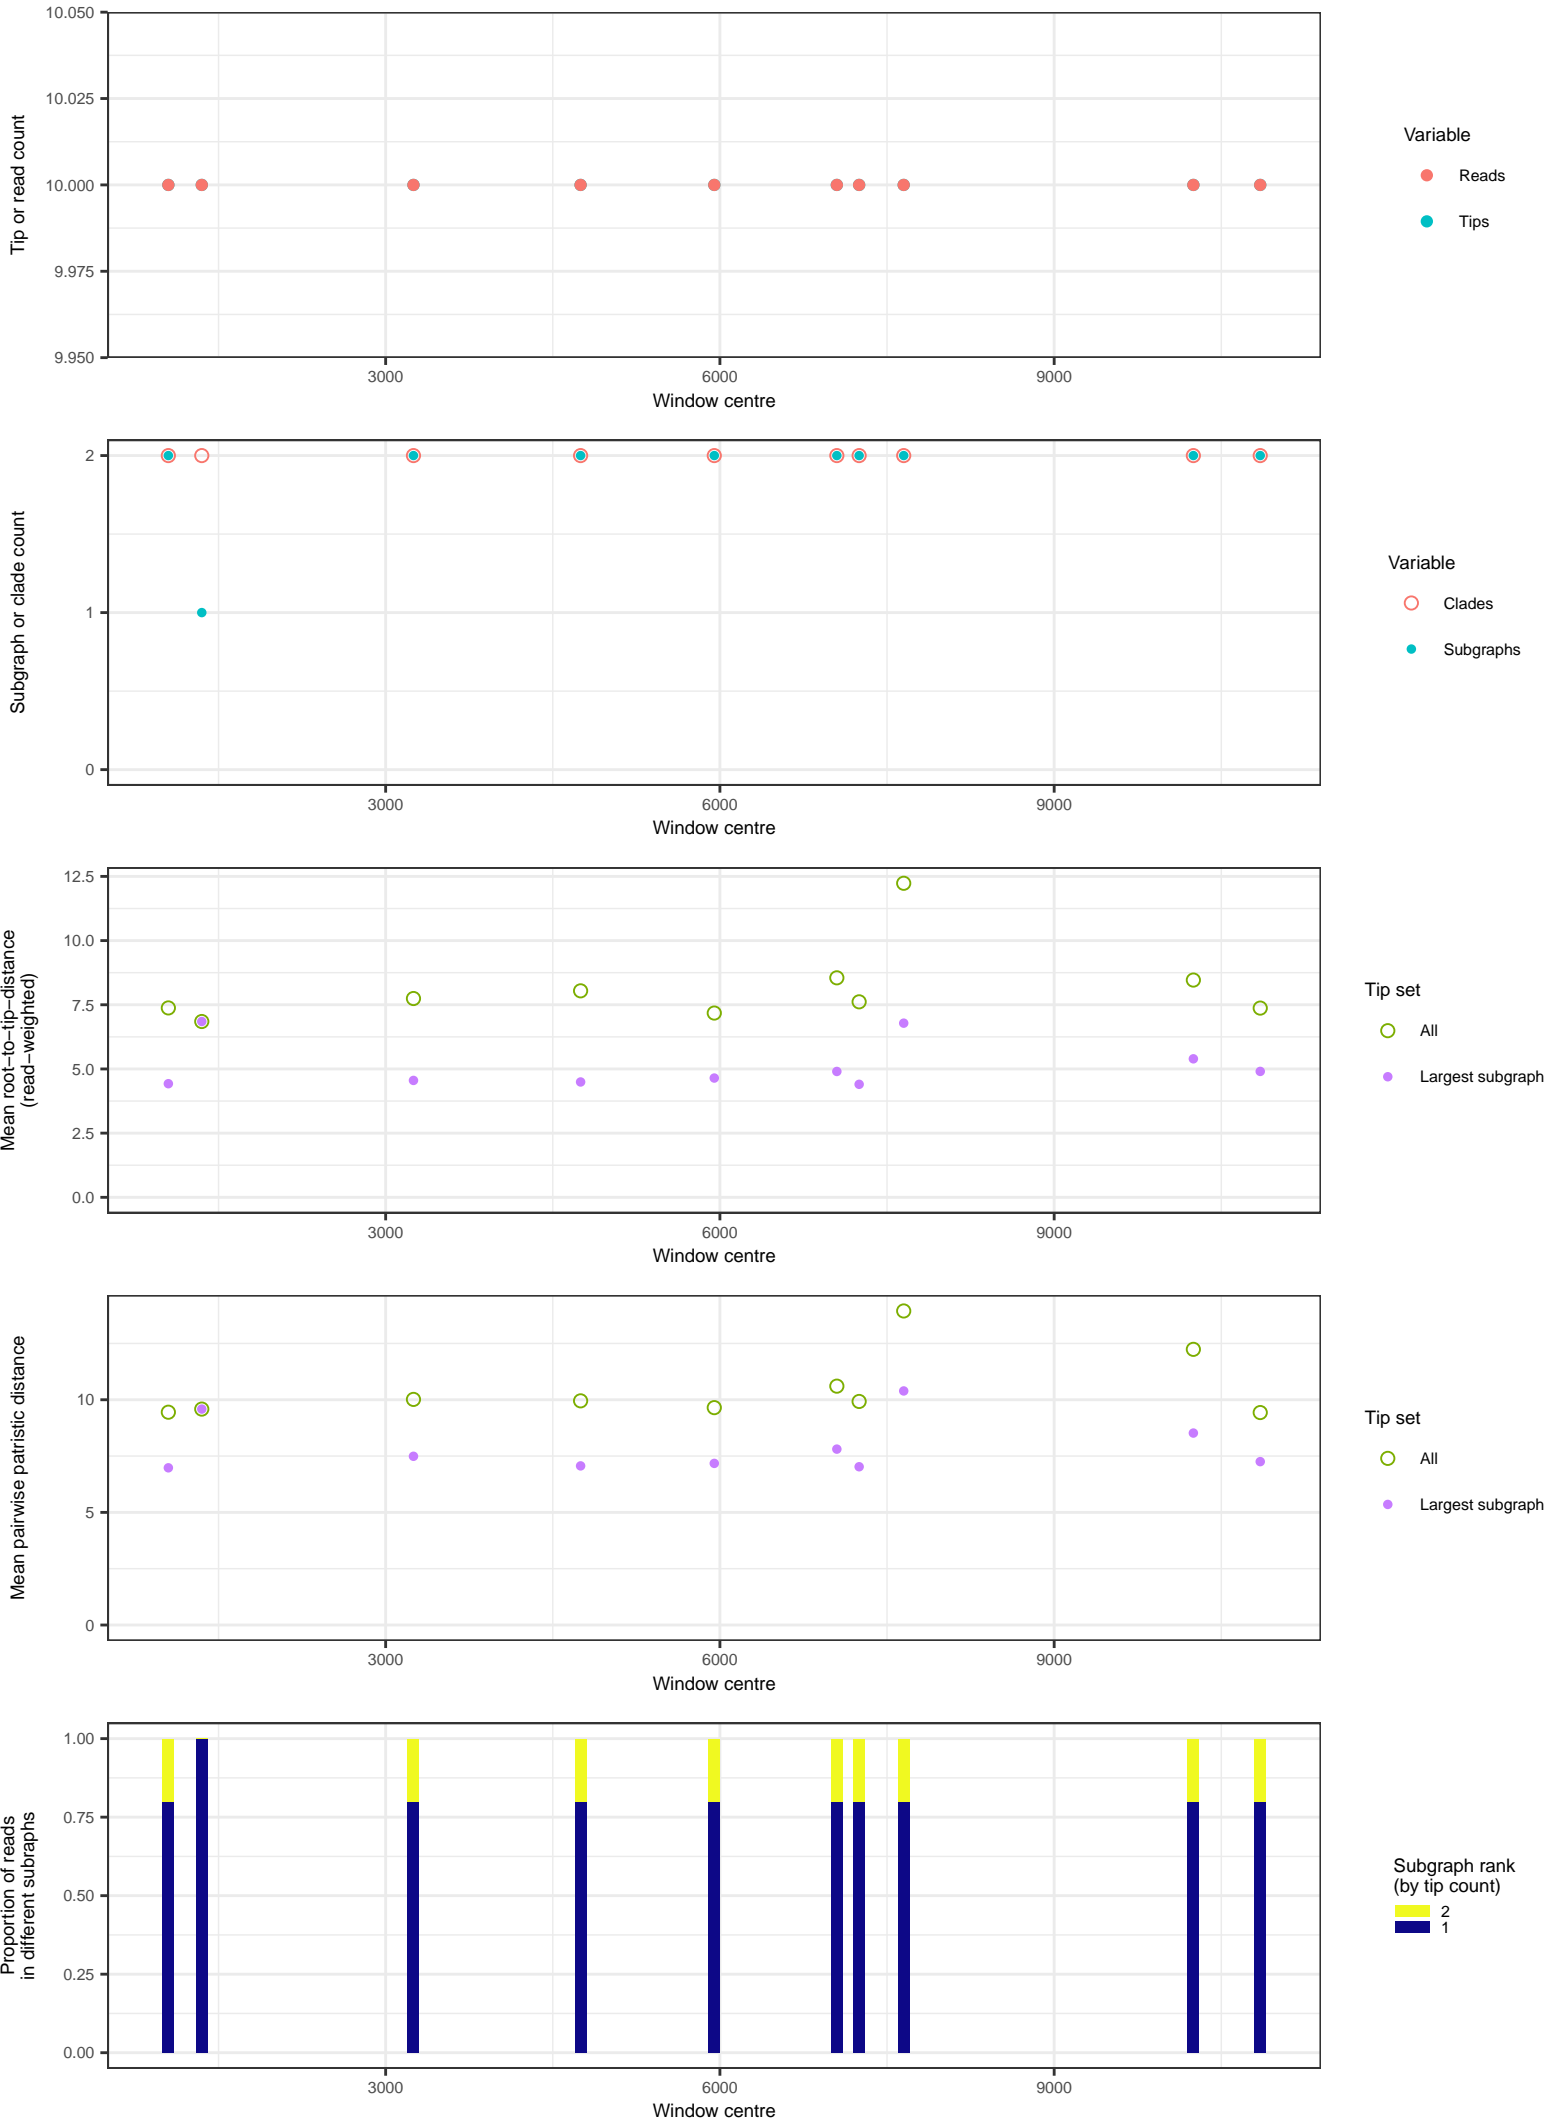 10.050
10.025
10.000
9.975
9.950
Tip or read count
3000 6000 9000
Window centre
Variable
Reads
Tips
2
1
0
Subgraph or clade count
3000 6000 9000
Window centre
Variable
Clades
Subgraphs
12.5
10.0
7.5
5.0
2.5
0.0
Mean root−to−tip−distance
(read−weighted)
3000 6000 9000
Window centre
Tip set
All
Largest subgraph
10
5
0
Mean pairwise patristic distance
3000 6000 9000
Window centre
Tip set
All
Largest subgraph
1.00
0.75
0.50
0.25
0.00
Proportion of reads
in different subraphs
3000 6000 9000
Window centre
Subgraph rank
(by tip count)
2
1